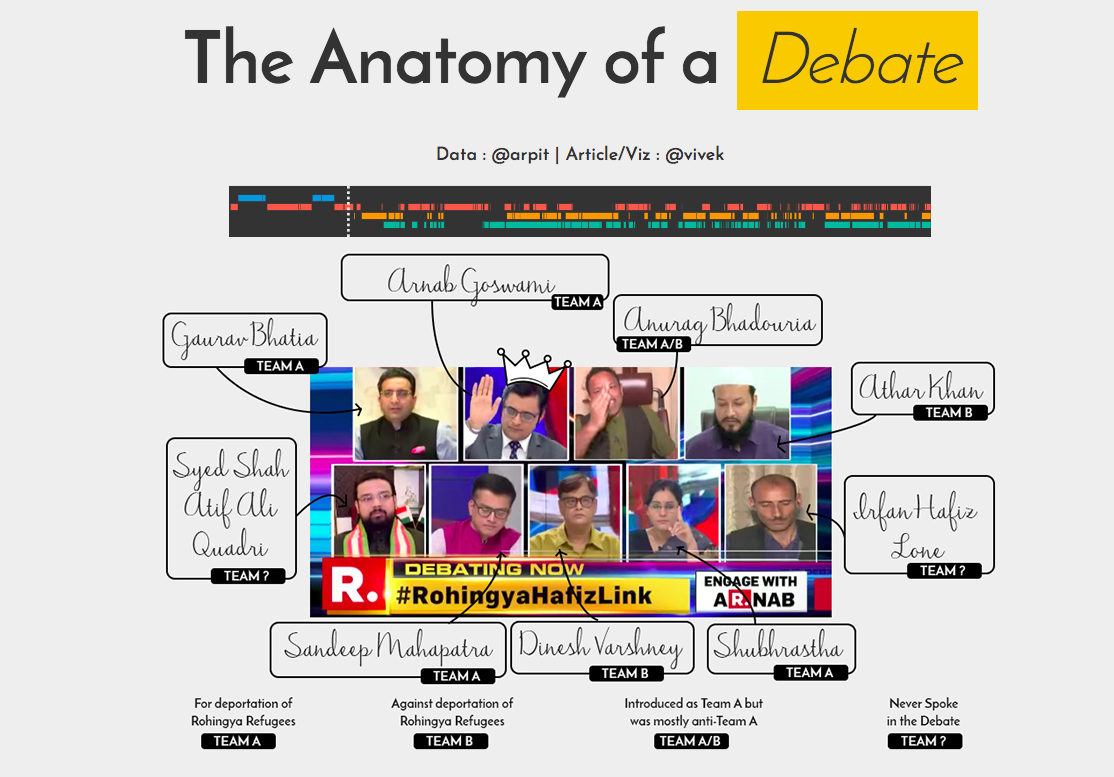 The Anatomy of a Debate
Data : @arpit | Article/Viz : @vivek
Arnab Goswami
TEAM A
Anurag Bhadouria
TEAM A/B
Gaurav Bhatia
TEAM A
Athar Khan
TEAM B
Syed Shah
Atif Ali
Quadri
TEAM ?
Irfan Hafiz
Lone
TEAM ?
R.
DEBATING NOW
#RohingyaHafizLink
ENGAGE WITH
ARNAB
Sandeep Mahapatra
TEAM A
Dinesh Varshney
TEAM B
Shubhrastha
TEAM A
For deportation of
Rohingya Refugees
TEAM A
Against deportation of
Rohingya Refugees
TEAM B
Introduced as Team A but
was mostly anti-Team A
TEAM A/B
Never Spoke
in the Debate
TEAM ?